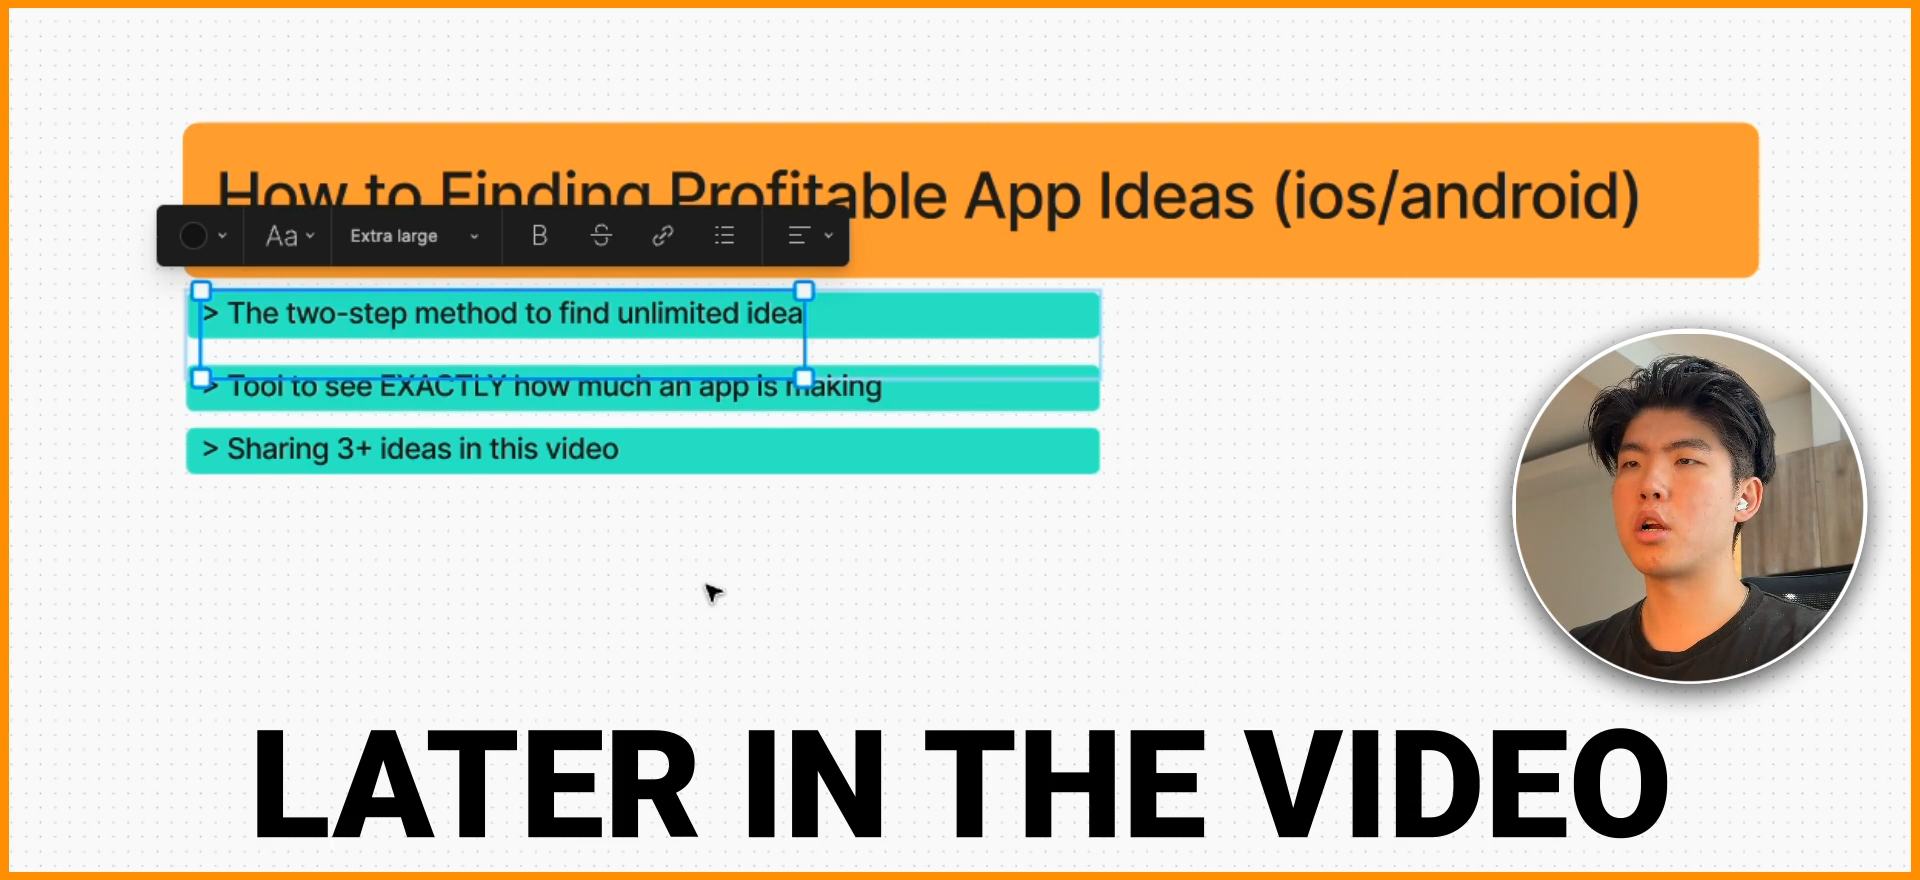 How to Finding Profitable App Ideas (ios/android)
Aa
Extra large
B
S
> The two-step method to find unlimited idea
> Tool to see EXACTLY how much an app is making
> Sharing 3+ ideas in this video
LATER IN THE VIDEO